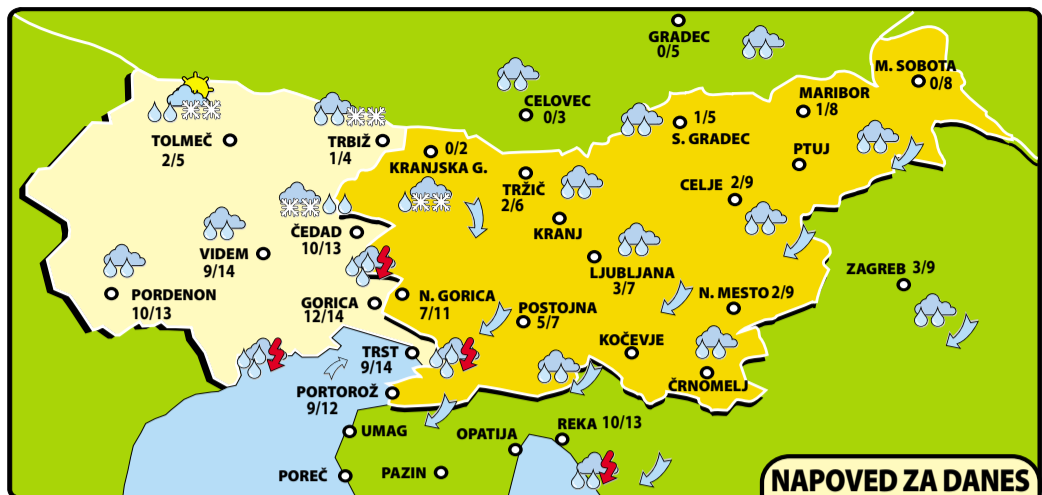 GRADEC
0/5
M. SOBOTA
0/8
CELOVEC
0/3
MARIBOR
1/8
1/5
S. GRADEC
TOLMEČ
2/5
TRBIŽ
1/4
0/2
KRANJSKA G.
PTUJ
TRŽIČ
2/6
CELJE 2/9
KRANJ
ČEDAD
10/13
VIDEM
9/14
LJUBLJANA
3/7
ZAGREB 3/9
PORDENON
10/13
GORICA
12/14
N. GORICA
7/11
POSTOJNA
5/7
N. MESTO 2/9
KOČEVJE
TRST
9/14
ČRNOMELJ
PORTOROŽ
9/12
UMAG
OPATIJA
REKA 10/13
POREČ
PAZIN
NAPOVED ZA DANES